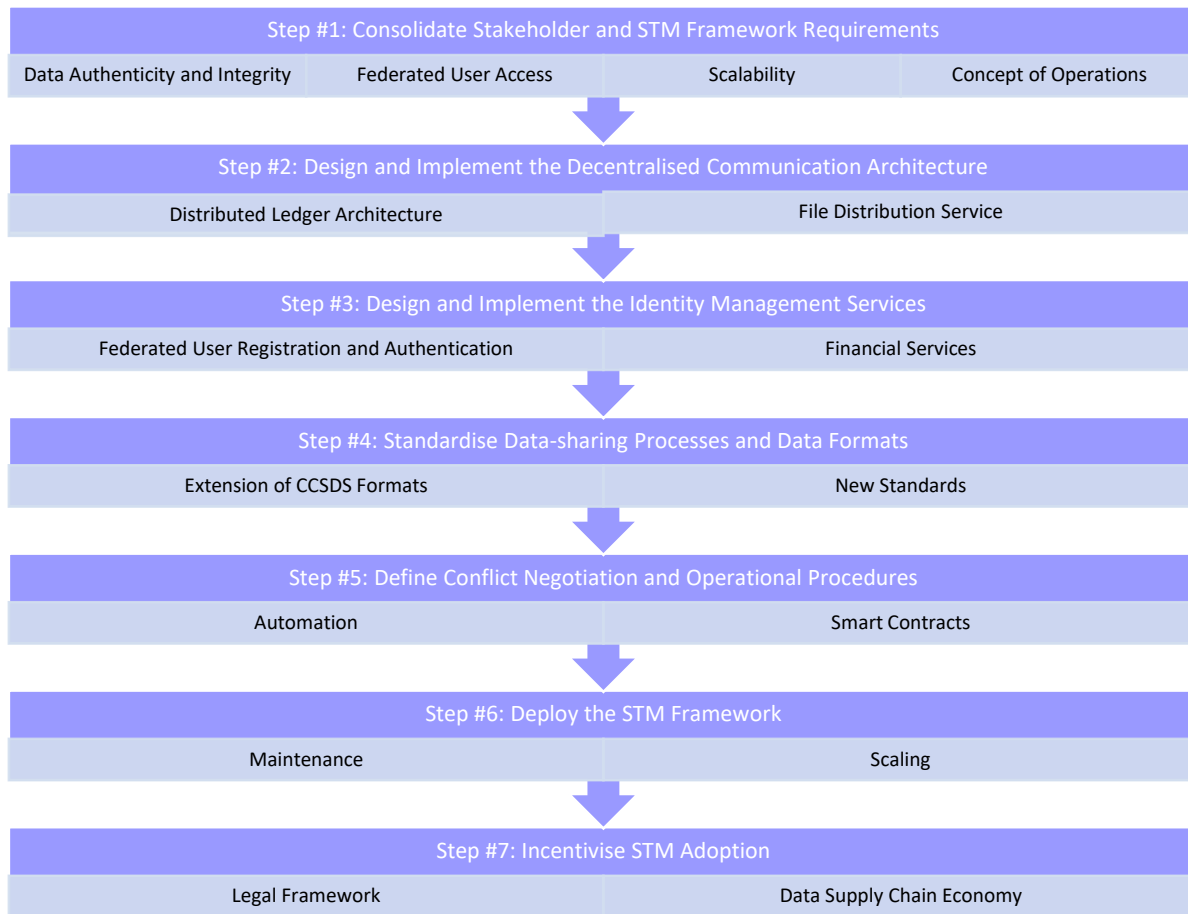 Step #1: Consolidate Stakeholder and STM Framework Requirements
Data Authenticity and Integrity
Federated User Access
Scalability
Concept of Operations
Step #2: Design and Implement the Decentralised Communication Architecture
Distributed Ledger Architecture
File Distribution Service
Step #3: Design and Implement the Identity Management Services
Federated User Registration and Authentication
Financial Services
Step #4: Standardise Data-sharing Processes and Data Formats
Extension of CCSDS Formats
New Standards
Step #5: Define Conflict Negotiation and Operational Procedures
Automation
Smart Contracts
Step #6: Deploy the STM Framework
Maintenance
Scaling
Step #7: Incentivise STM Adoption
Legal Framework
Data Supply Chain Economy